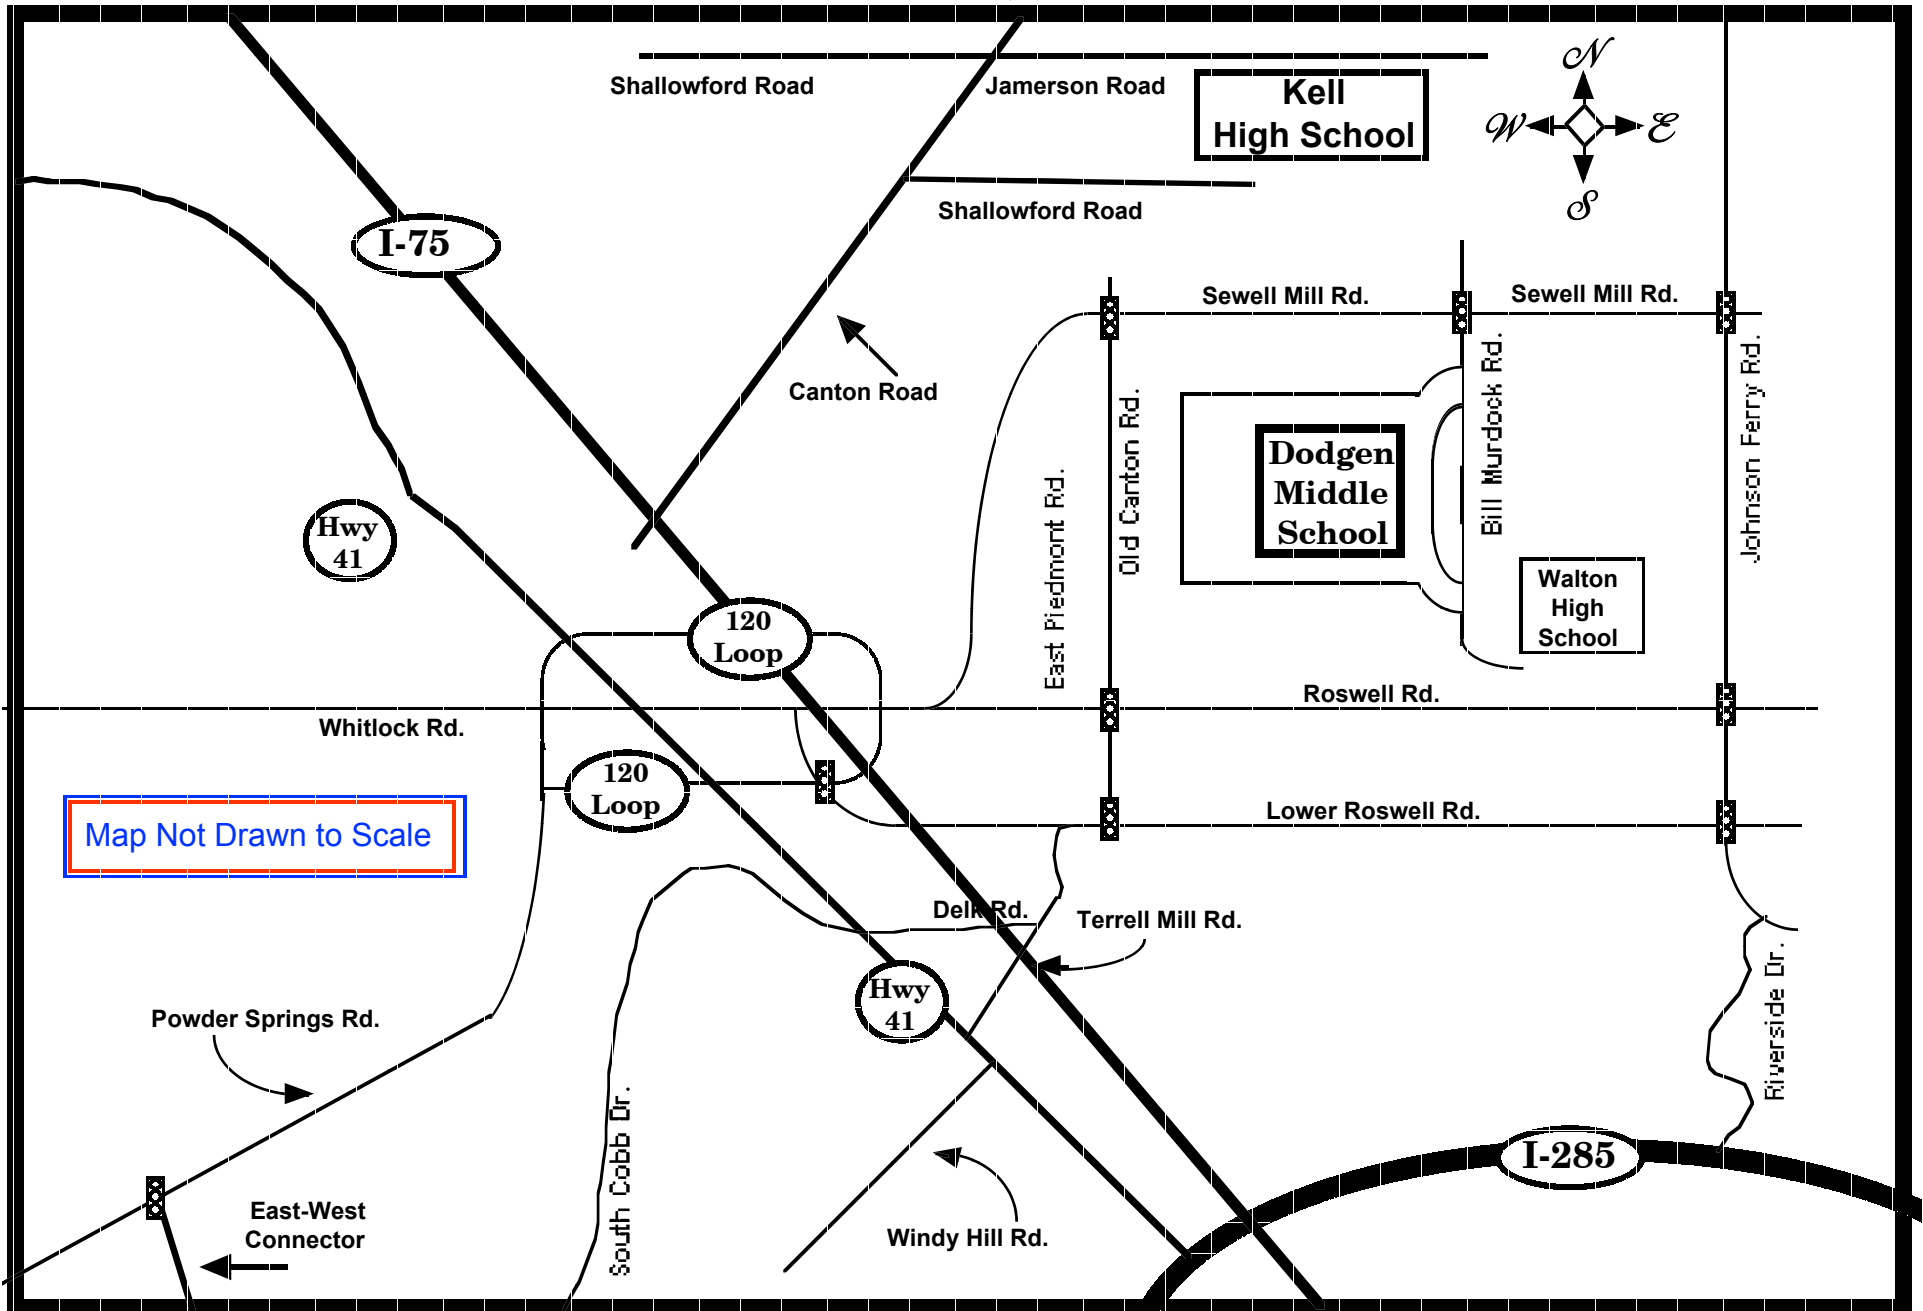 Shallowford Road
Jamerson Road
Kell
High School
N
W
E
S
Shallowford Road
I-75
Sewell Mill Rd.
Sewell Mill Rd.
Canton Road
Bill Murdock Rd.
Johnson Ferry Rd.
Old Canton Rd.
East Piedmont Rd.
Dodgen
Middle
School
Hwy
41
Walton
High
School
120
Loop
Roswell Rd.
Whitlock Rd.
120
Loop
Lower Roswell Rd.
Map Not Drawn to Scale
Delk Rd.
Terrell Mill Rd.
Hwy
41
Riverside Dr.
Powder Springs Rd.
South Cobb Dr.
I-285
East-West
Connector
Windy Hill Rd.